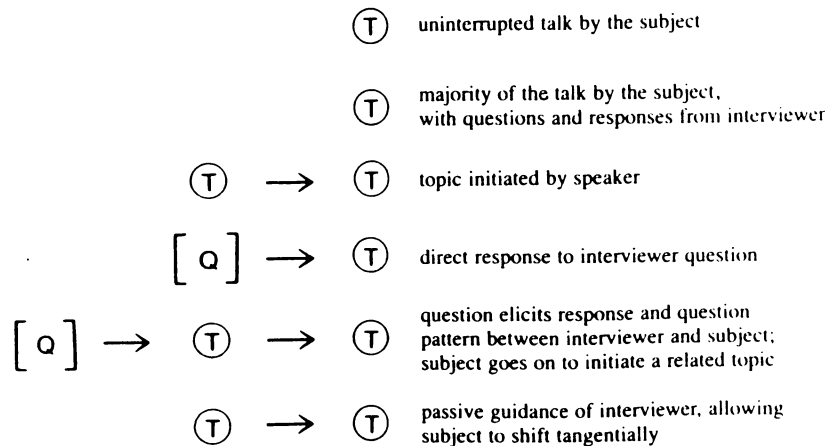 T uninterrupted talk by the subject
T majority of the talk by the subject,
with questions and responses from interviewer
T → T topic initiated by speaker
[ Q ] → T direct response to interviewer question
[ Q ] → T → T question elicits response and question
pattern between interviewer and subject;
subject goes on to initiate a related topic
T → T passive guidance of interviewer, allowing
subject to shift tangentially